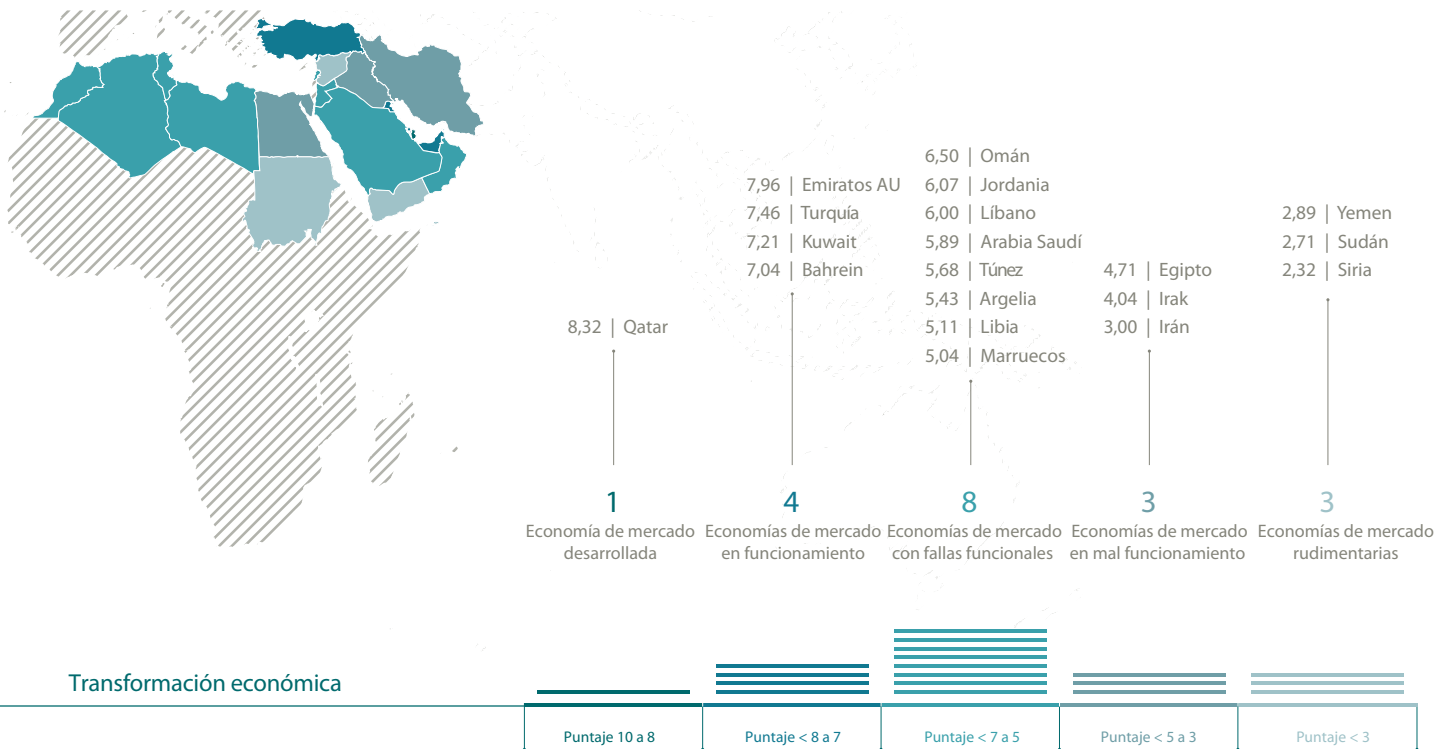 8,32 | Qatar
1
Economía de mercado
desarrollada
7,96 | Emiratos AU
7,46 | Turquía
7,21 | Kuwait
7,04 | Bahrein
4
Economías de mercado
en funcionamiento
6,50 | Omán
6,07 | Jordania
6,00 | Líbano
5,89 | Arabia Saudí
5,68 | Túnez
5,43 | Argelia
5,11 | Libia
5,04 | Marruecos
8
Economías de mercado
con fallas funcionales
4,71 | Egipto
4,04 | Irak
3,00 | Irán
3
Economías de mercado
en mal funcionamiento
2,89 | Yemen
2,71 | Sudán
2,32 | Siria
3
Economías de mercado
rudimentarias
Transformación económica
Puntaje 10 a 8
Puntaje < 8 a 7
Puntaje < 7 a 5
Puntaje < 5 a 3
Puntaje < 3